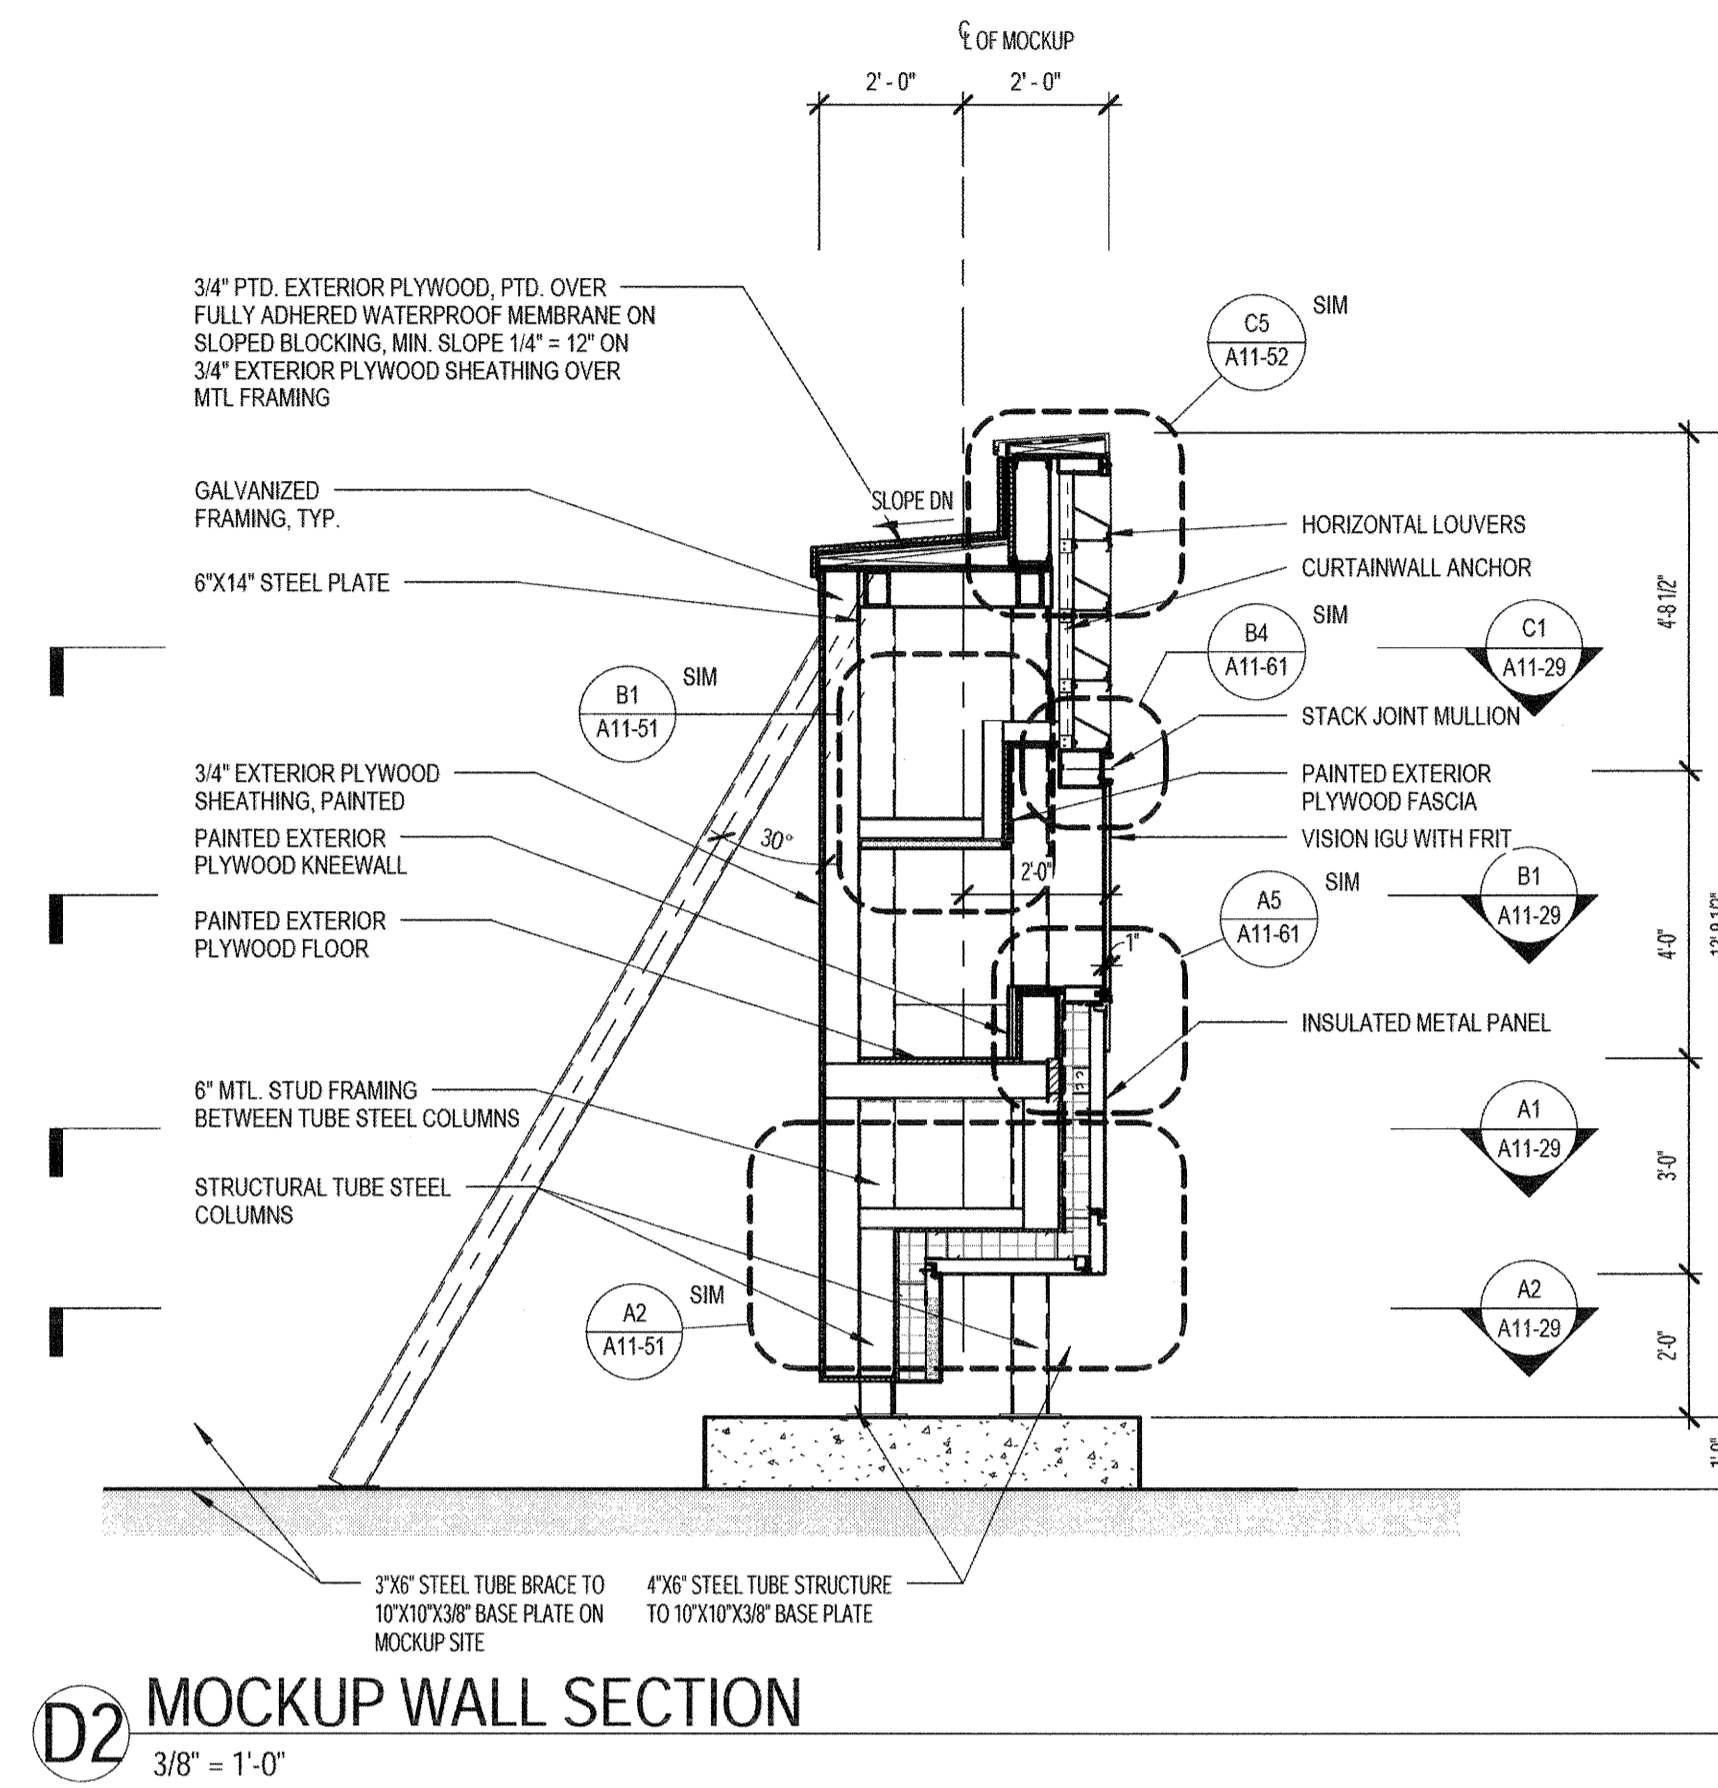 ℄ OF MOCKUP
2' - 0"
2' - 0"
3/4" PTD. EXTERIOR PLYWOOD, PTD. OVER
FULLY ADHERED WATERPROOF MEMBRANE ON
SLOPED BLOCKING, MIN. SLOPE 1/4" = 12" ON
3/4" EXTERIOR PLYWOOD SHEATHING OVER
MTL FRAMING
C5
A11-52
SIM
GALVANIZED
FRAMING, TYP.
SLOPE DN
HORIZONTAL LOUVERS
6"X14" STEEL PLATE
CURTAINWALL ANCHOR
4'-8 1/2"
B4
A11-61
SIM
C1
A11-29
B1
A11-51
SIM
STACK JOINT MULLION
3/4" EXTERIOR PLYWOOD
SHEATHING, PAINTED
PAINTED EXTERIOR
PLYWOOD FASCIA
PAINTED EXTERIOR
PLYWOOD KNEEWALL
30°
VISION IGU WITH FRIT
2'-0"
B1
A11-29
A5
A11-61
SIM
PAINTED EXTERIOR
PLYWOOD FLOOR
1"
4'-0"
INSULATED METAL PANEL
6" MTL. STUD FRAMING
BETWEEN TUBE STEEL COLUMNS
A1
A11-29
3'-0"
STRUCTURAL TUBE STEEL
COLUMNS
A2
A11-51
SIM
A2
A11-29
2'-0"
3"X6" STEEL TUBE BRACE TO
10"X10"X3/8" BASE PLATE ON
MOCKUP SITE
4"X6" STEEL TUBE STRUCTURE
TO 10"X10"X3/8" BASE PLATE
D2
MOCKUP WALL SECTION
3/8" = 1'-0"